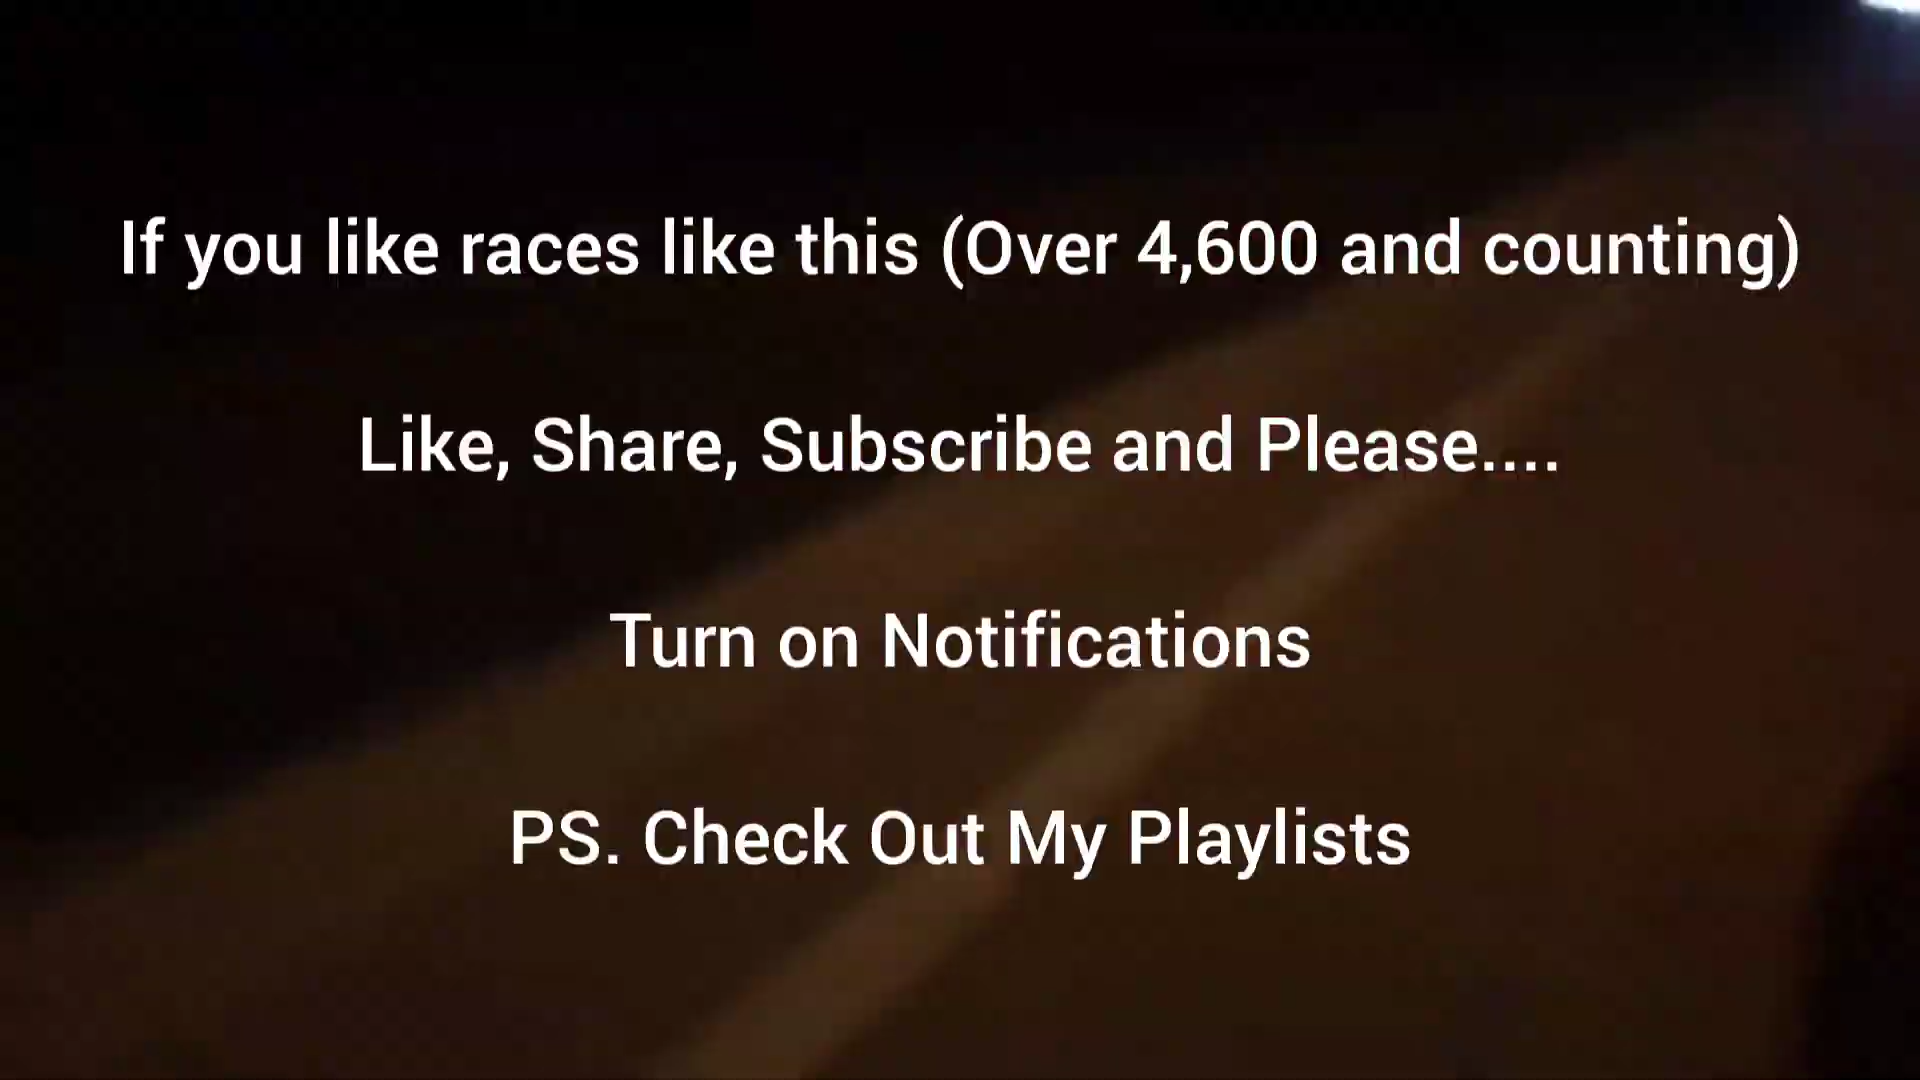 If you like races like this (Over 4,600 and counting)
Like, Share, Subscribe and Please....
Turn on Notifications
PS. Check Out My Playlists